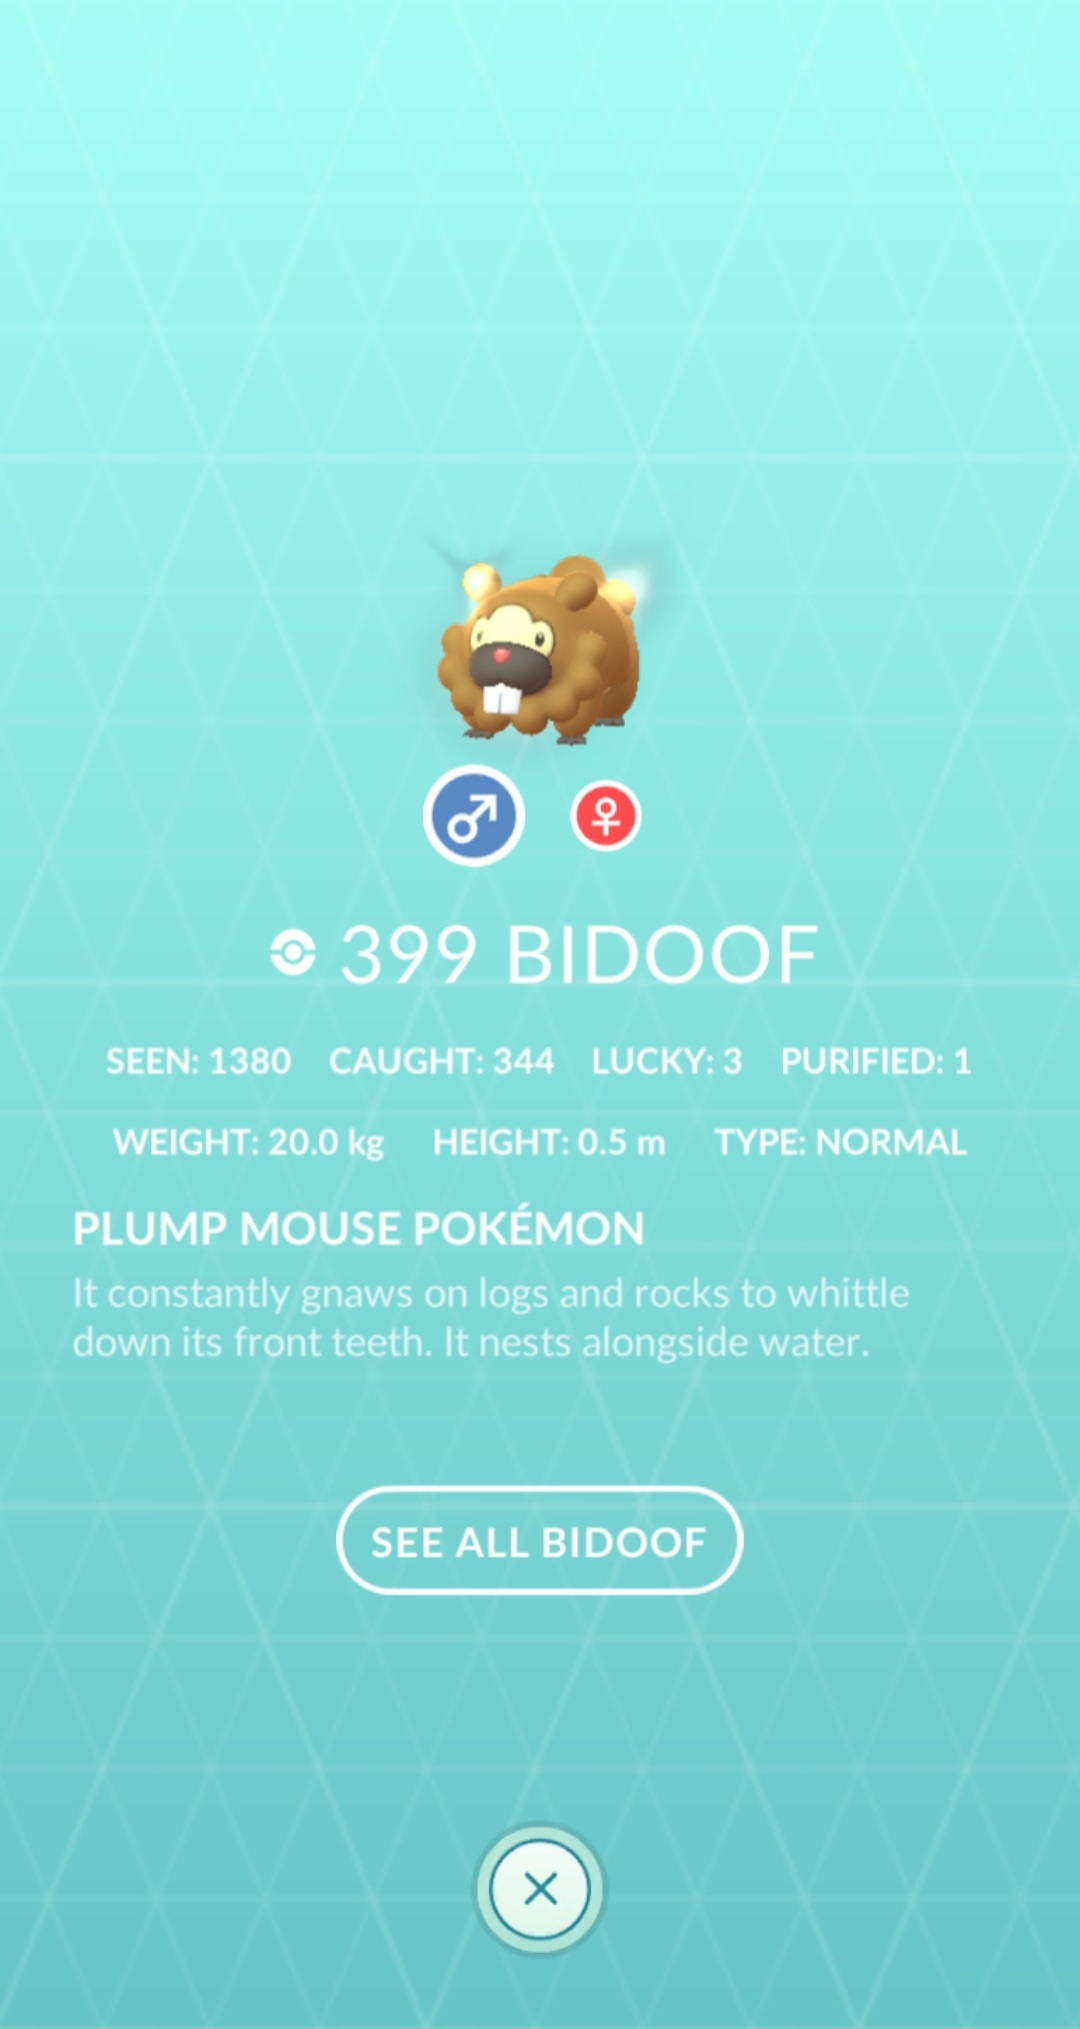 399 BIDOOF
SEEN: 1380 CAUGHT: 344 LUCKY: 3 PURIFIED: 1
WEIGHT: 20.0 kg HEIGHT: 0.5 m TYPE: NORMAL
PLUMP MOUSE POKÉMON
It constantly gnaws on logs and rocks to whittle
down its front teeth. It nests alongside water.
SEE ALL BIDOOF